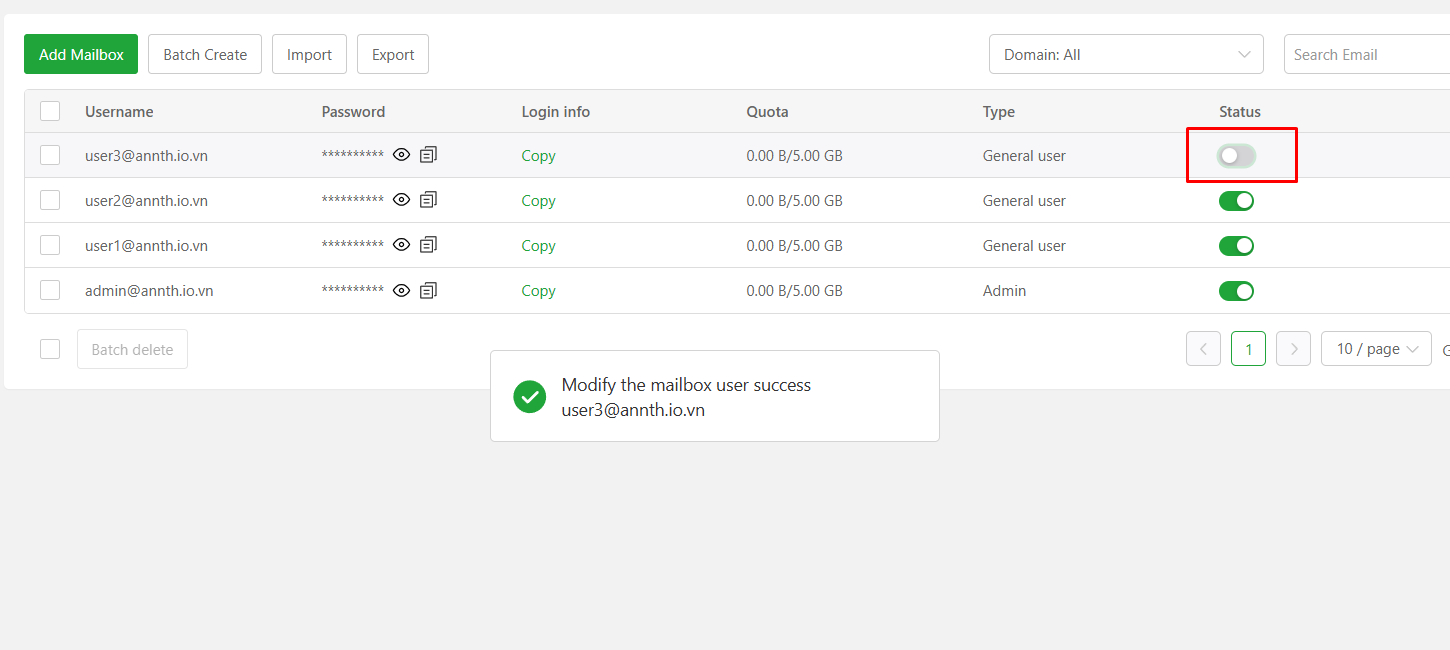 Add Mailbox Batch Create Import Export Domain: All Search Email
Username Password Login info Quota Type Status
user3@annth.io.vn ********** Copy 0.00 B/5.00 GB General user
user2@annth.io.vn ********** Copy 0.00 B/5.00 GB General user
user1@annth.io.vn ********** Copy 0.00 B/5.00 GB General user
admin@annth.io.vn ********** Copy 0.00 B/5.00 GB Admin
Batch delete 1 10 / page
Modify the mailbox user success
user3@annth.io.vn